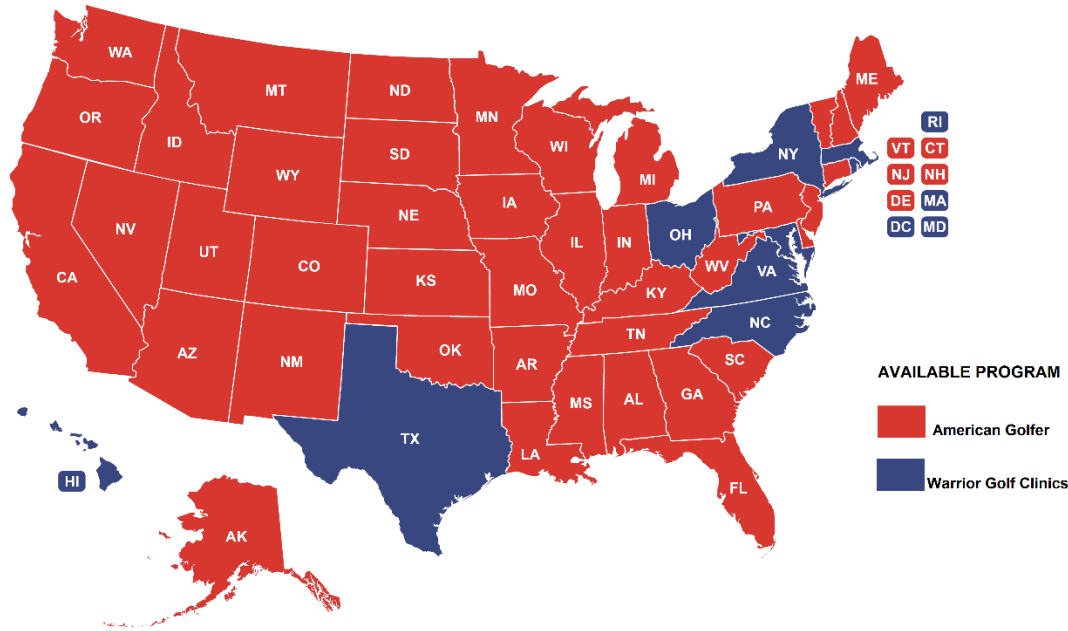 WA
MT
ND
MN
ME
OR
ID
SD
WI
NY
RI
VT CT
WY
MI
NJ NH
IA
NE
PA
DE MA
NV
UT
CO
IL
IN
OH
DC MD
CA
KS
MO
WV
VA
KY
NC
TN
AZ
NM
OK
AR
SC
AVAILABLE PROGRAM
MS
AL
GA
American Golfer
TX
LA
HI
FL
Warrior Golf Clinics
AK